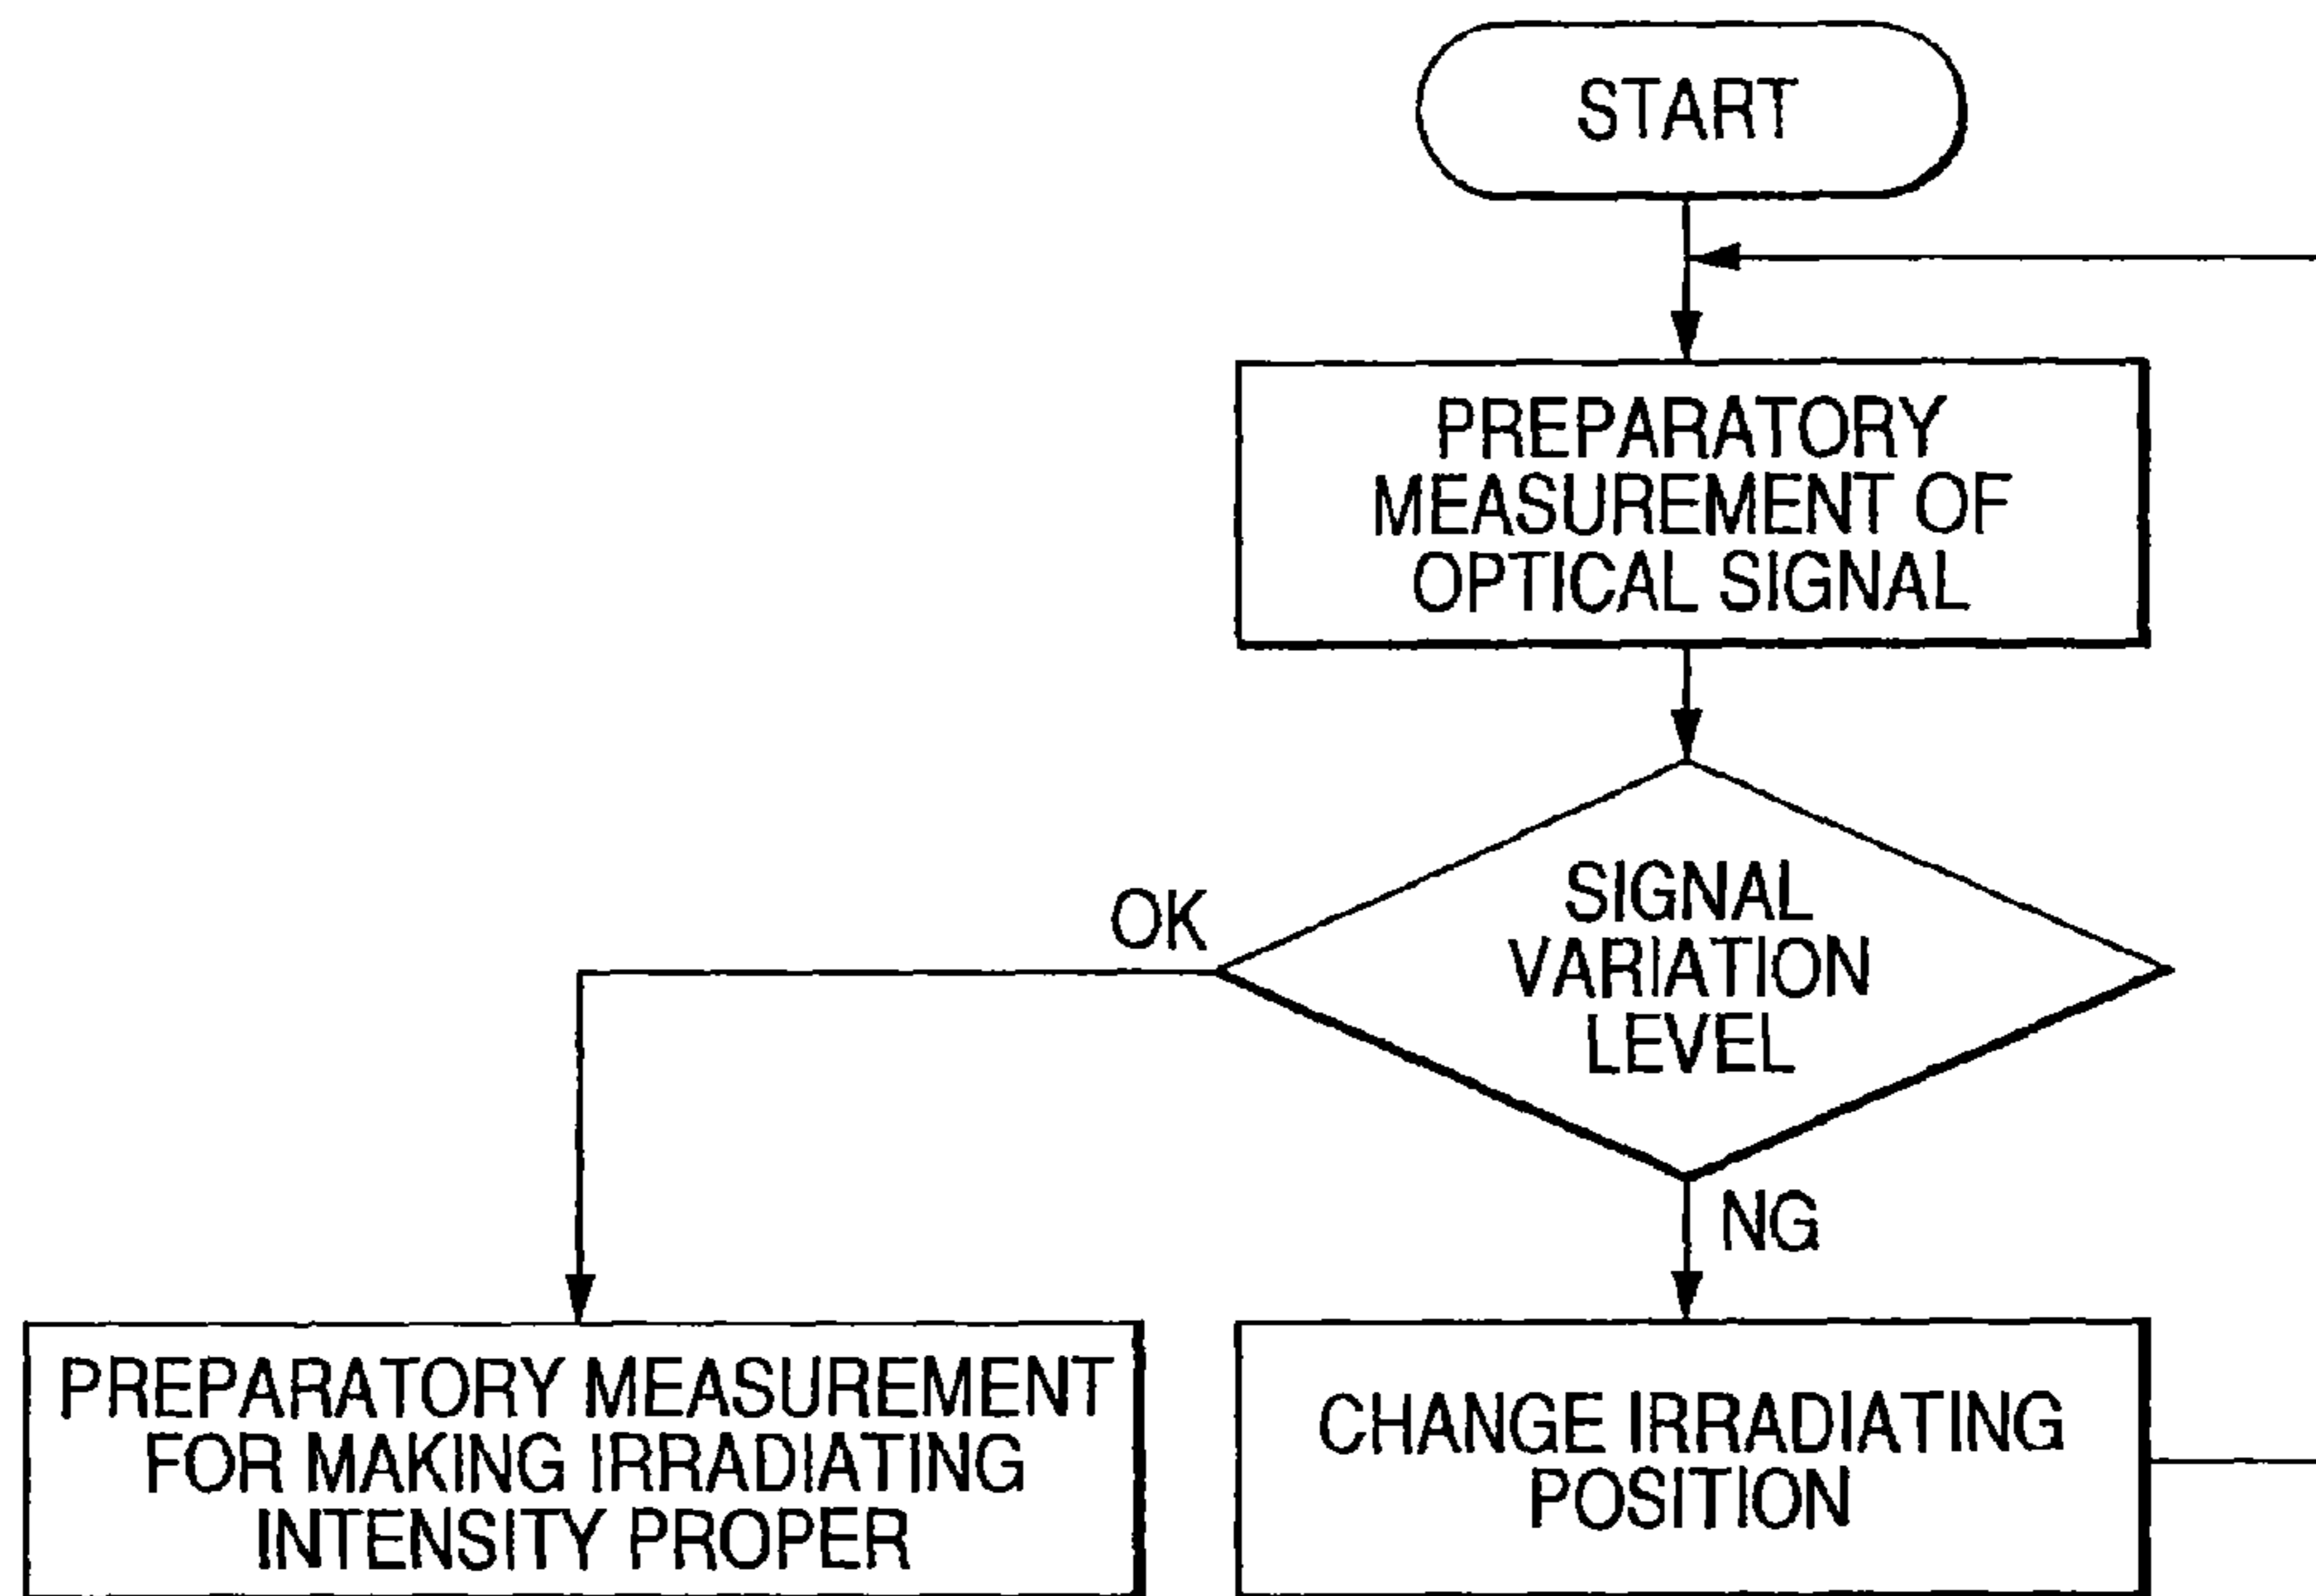 START
PREPARATORY
MEASUREMENT OF
OPTICAL SIGNAL
SIGNAL
VARIATION
LEVEL
OK
NG
PREPARATORY MEASUREMENT
FOR MAKING IRRADIATING
INTENSITY PROPER
CHANGE IRRADIATING
POSITION